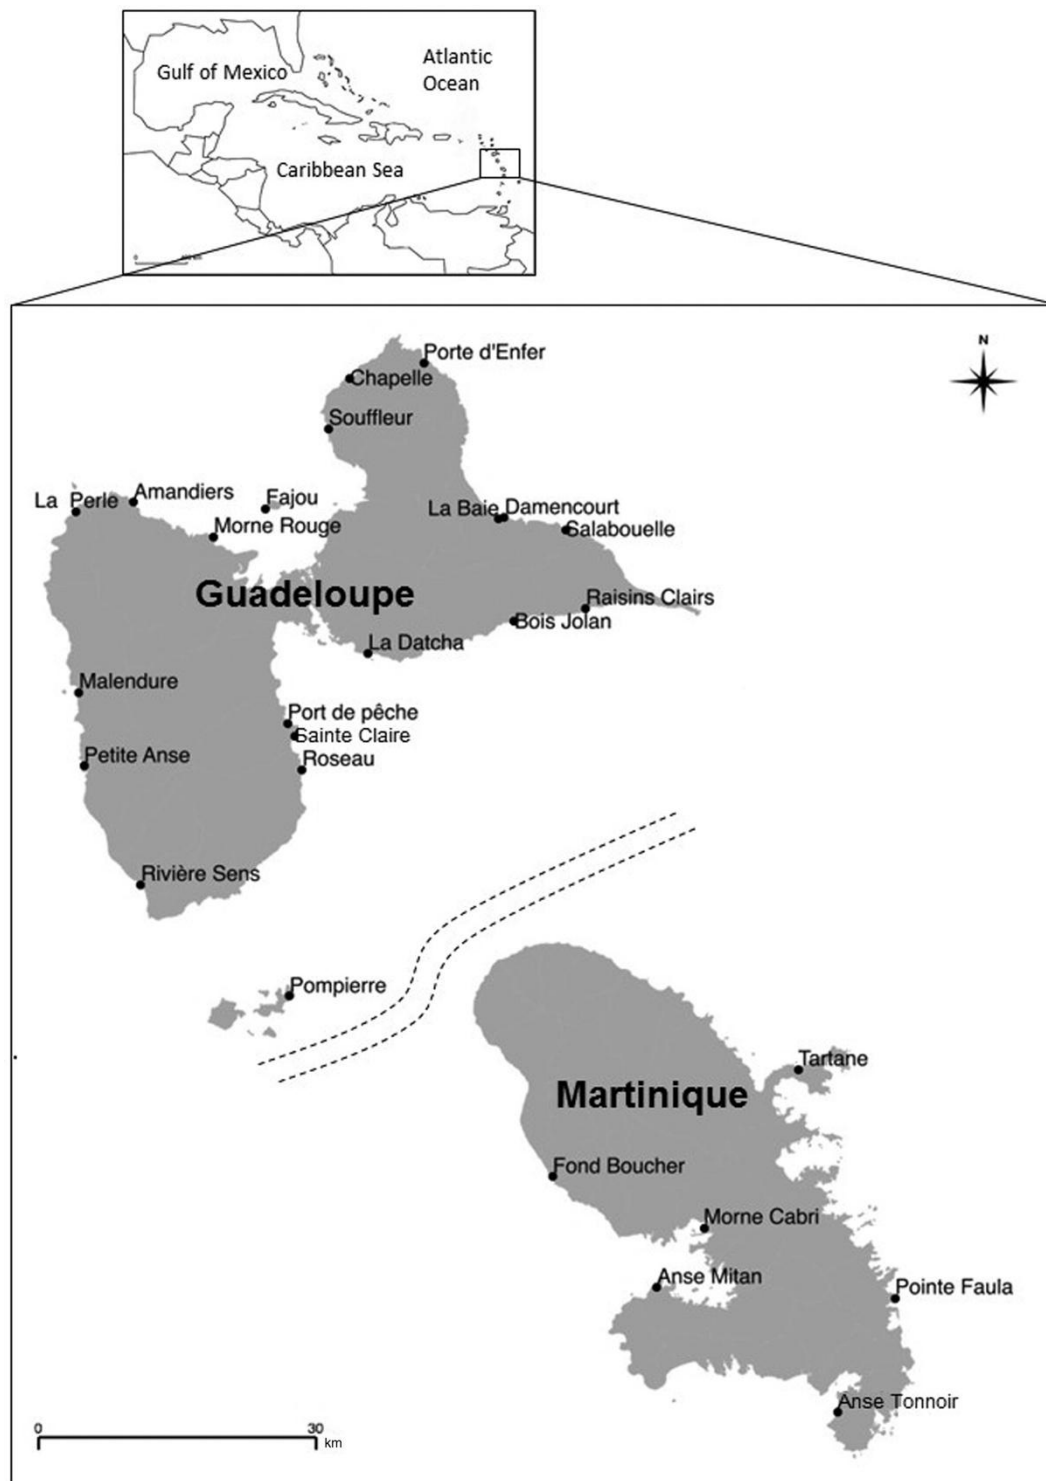 Atlantic
Ocean
Gulf of Mexico
Caribbean Sea
0
N
Porte d'Enfer
Chapelle
Souffleur
La Perle
Amandiers
Fajou
Morne Rouge
La Baie
Damencourt
Salabouelle
Guadeloupe
Raisins Clairs
Bois Jolan
La Datcha
Malendure
Port de pêche
Sainte Claire
Petite Anse
Roseau
Rivière Sens
Pompierre
Tartane
Martinique
Fond Boucher
Morne Cabri
Anse Mitan
Pointe Faula
Anse Tonnoir
0
30
km